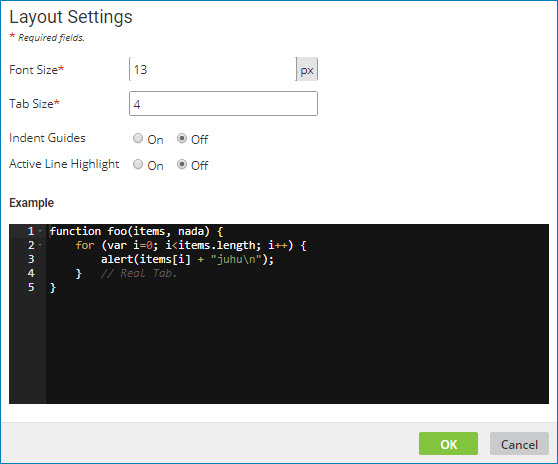 Layout Settings
* Required fields.
Font Size* 13 px
Tab Size* 4
Indent Guides On Off
Active Line Highlight On Off
Example
1 function foo(items, nada) {
2     for (var i=0; i<items.length; i++) {
3         alert(items[i] + "juhu\n");
4     }   // Real Tab.
5 }
OK Cancel